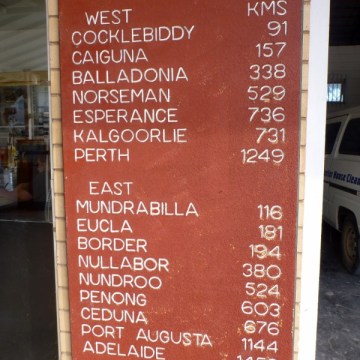 WEST KMS
COCKLEBIDDY 91
CAIGUNA 157
BALLADONIA 338
NORSEMAN 529
ESPERANCE 736
KALGOORLIE 731
PERTH 1249
EAST
MUNDRABILLA 116
EUCLA 181
BORDER 194
NULLABOR 380
NUNDROO 524
PENONG 603
CEDUNA 676
PORT AUGUSTA 1144
ADELAIDE